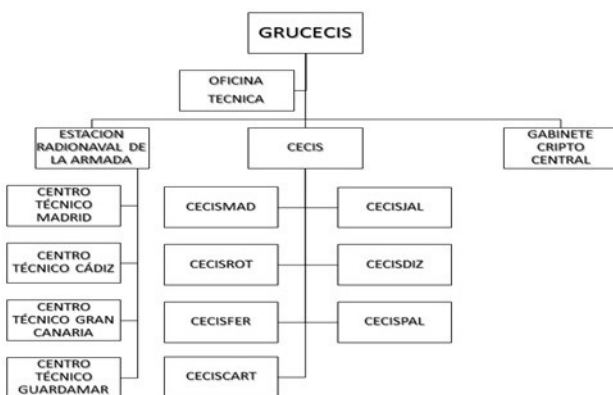 GRUCECIS
OFICINA
TECNICA
ESTACION
RADIONAVAL DE
LA ARMADA
CECIS
GABINETE
CRIPTO
CENTRAL
CENTRO
TÉCNICO
MADRID
CENTRO
TÉCNICO CÁDIZ
CENTRO
TÉCNICO GRAN
CANARIA
CENTRO
TÉCNICO
GUARDAMAR
CECISMAD
CECISJAL
CECISROT
CECISDIZ
CECISFER
CECISPAL
CECISCART